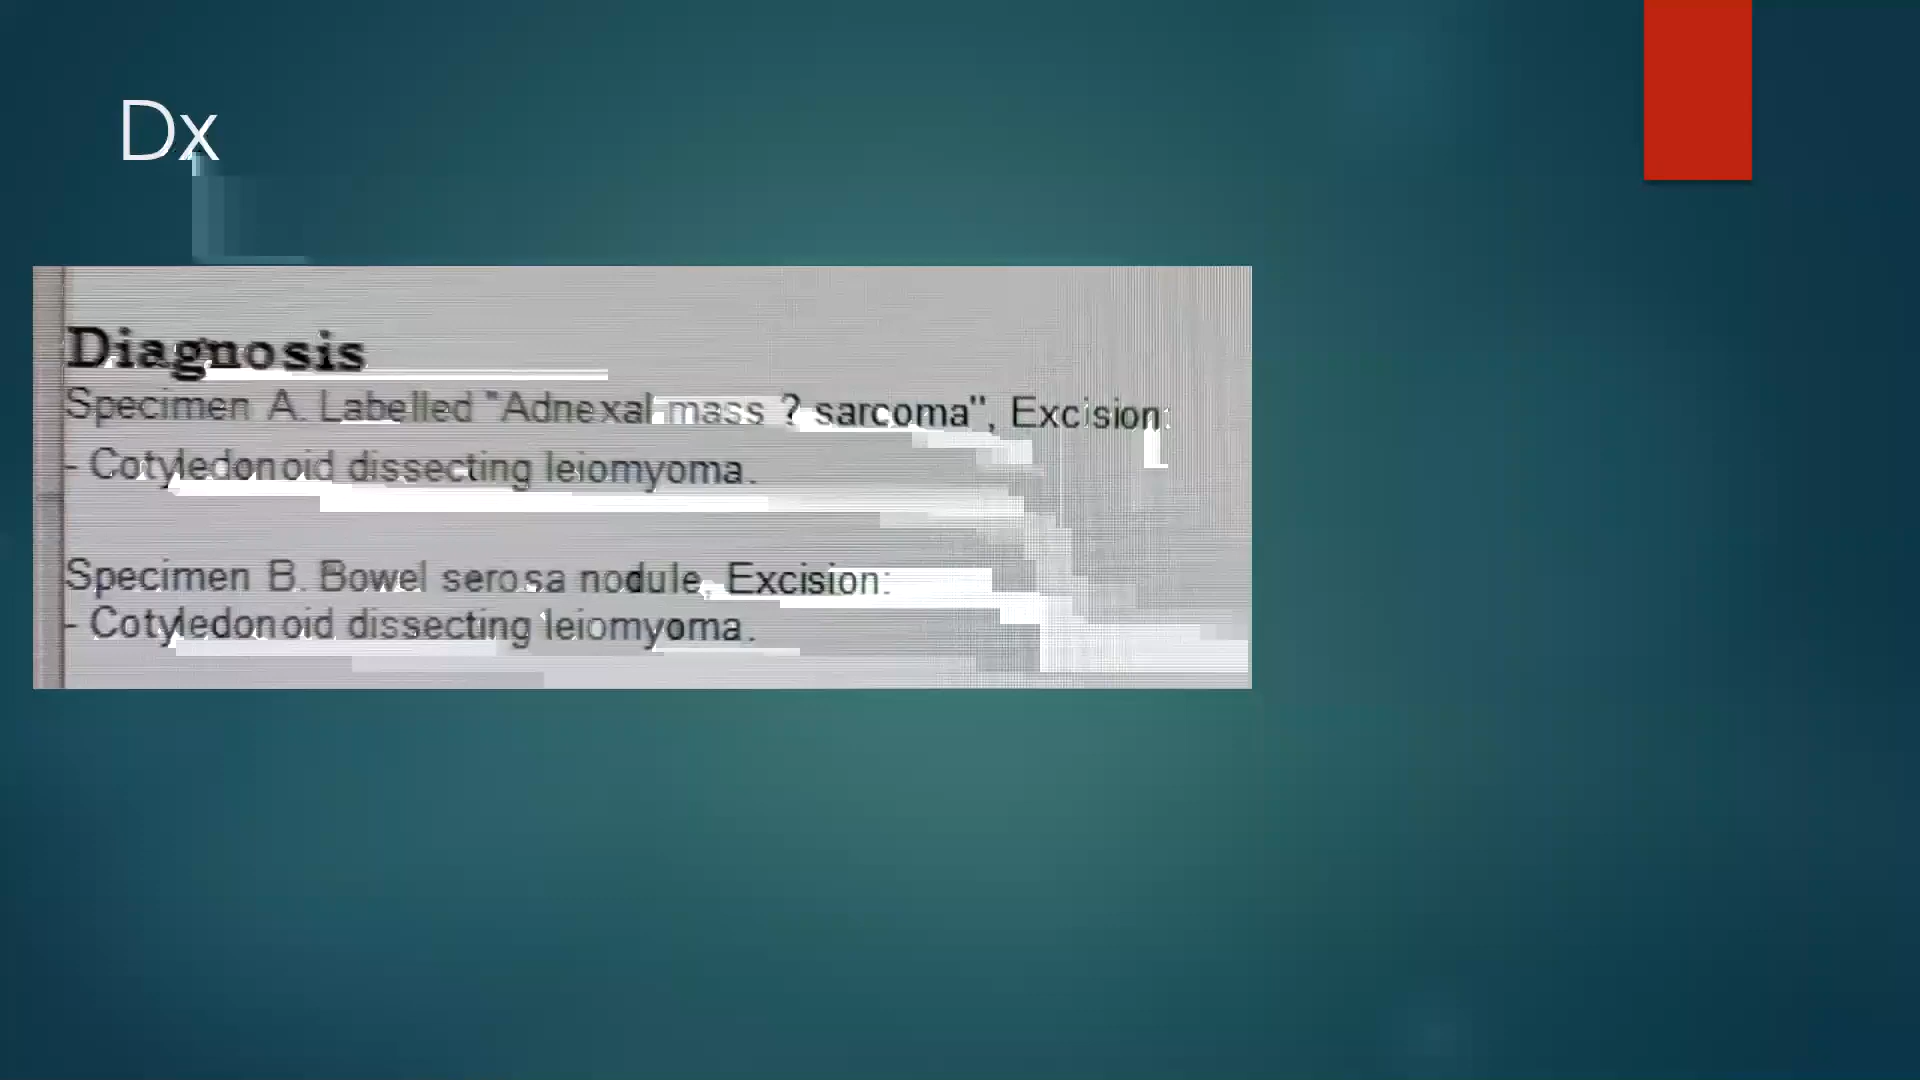 Dx
Diagnosis
Specimen A. Labelled "Adnexal mass ? sarcoma", Excision:
- Cotyledonoid dissecting leiomyoma.
Specimen B. Bowel serosa nodule, Excision:
- Cotyledonoid dissecting leiomyoma.